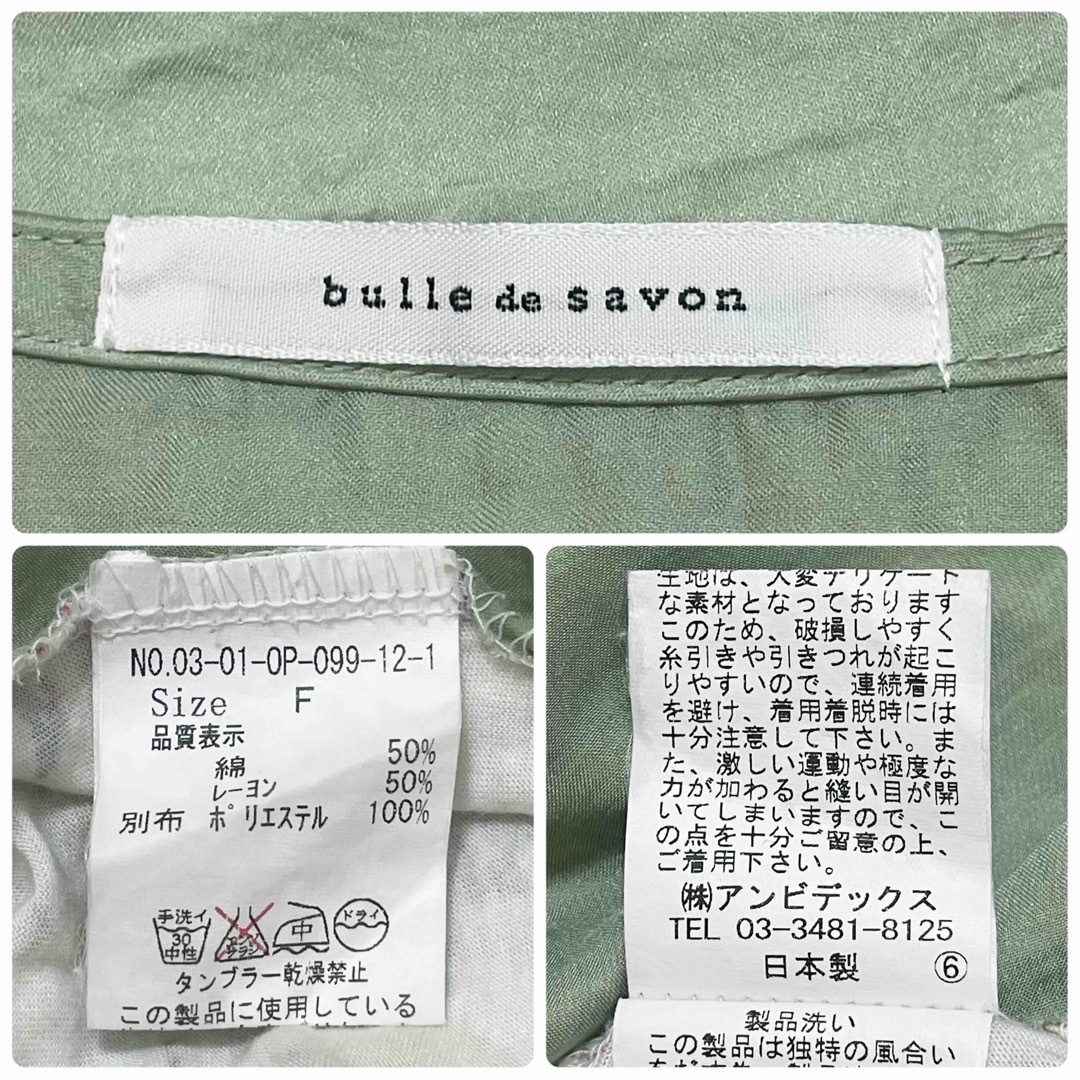 bulle de savon
NO.03-01-OP-099-12-1
Size F
品質表示
綿 50%
レーヨン 50%
別布 ポリエステル 100%
手洗イ
30
中性
エンソ
サラシ
中
ドライ
タンブラー乾燥禁止
この製品に使用している
生地は、大変デリケート
な素材となっております
このため、破損しやすく
糸引きや引きつれが起こ
りやすいので、連続着用
を避け、着用着脱時には
十分注意して下さい。ま
た、激しい運動や極度な
力が加わると縫い目が開
いてしまいますので、こ
の点を十分ご留意の上、
ご着用下さい。
㈱アンビデックス
TEL 03-3481-8125
日本製 ⑥
製品洗い
この製品は独特の風合い